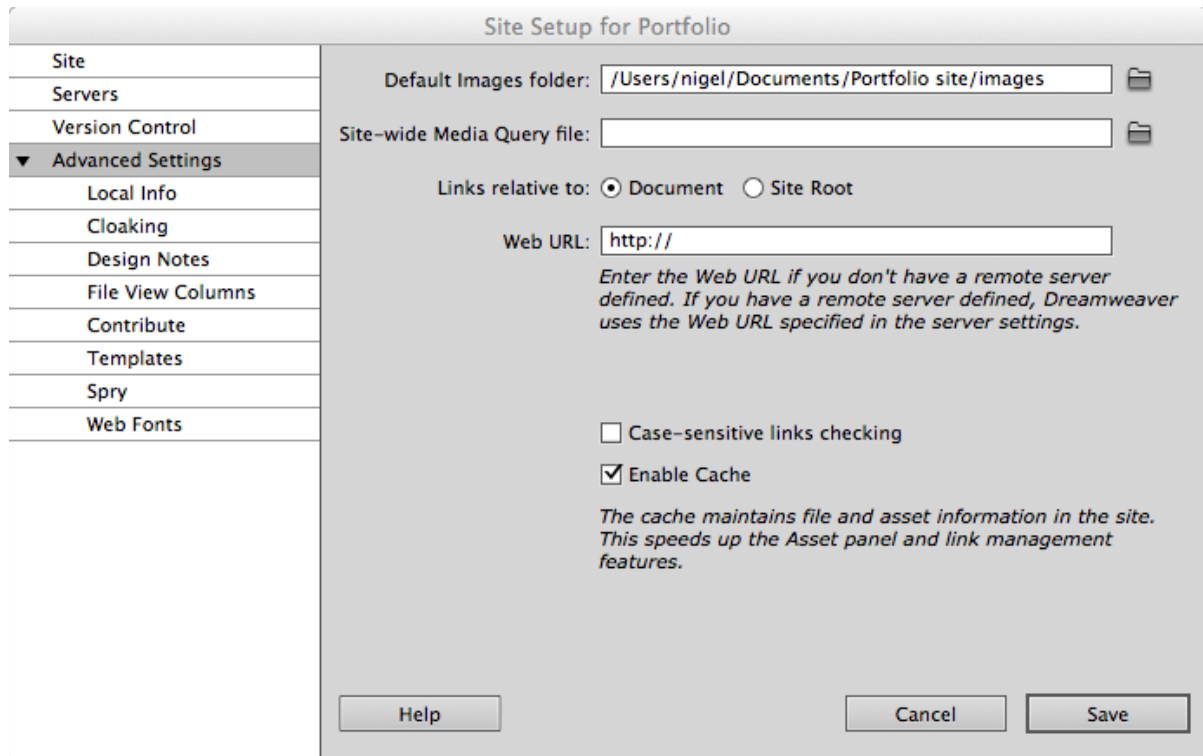 Site Setup for Portfolio
Site
Servers
Version Control
Advanced Settings
Local Info
Cloaking
Design Notes
File View Columns
Contribute
Templates
Spry
Web Fonts
Default Images folder: /Users/nigel/Documents/Portfolio site/images
Site-wide Media Query file:
Links relative to: Document Site Root
Web URL: http://
Enter the Web URL if you don't have a remote server
defined. If you have a remote server defined, Dreamweaver
uses the Web URL specified in the server settings.
Case-sensitive links checking
Enable Cache
The cache maintains file and asset information in the site.
This speeds up the Asset panel and link management
features.
Help Cancel Save